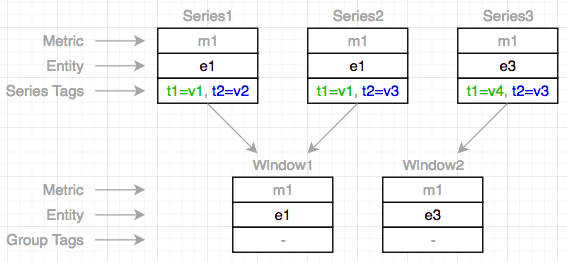 Series1 Series2 Series3
Metric m1 m1 m1
Entity e1 e1 e3
Series Tags t1=v1, t2=v2 t1=v1, t2=v3 t1=v4, t2=v3
Window1 Window2
Metric m1 m1
Entity e1 e3
Group Tags - -